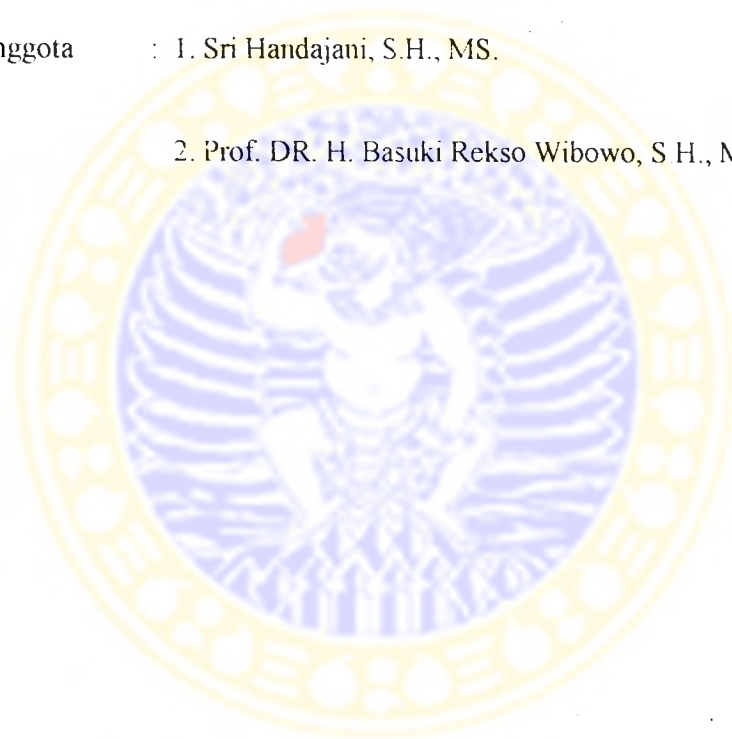 nggota : 1. Sri Handajani, S.H., MS.
2. Prof. DR. H. Basuki Rekso Wibowo, S.H.,